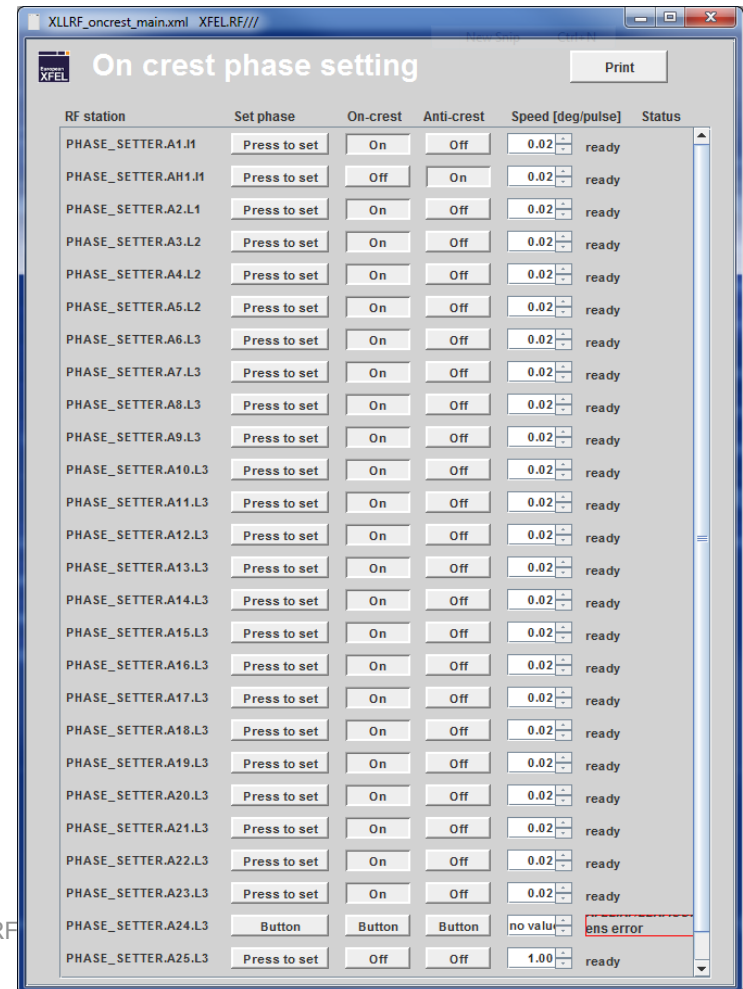 XLLRF_oncrest_main.xml XFEL.RF///
New Snip Ctrl+N
European XFEL On crest phase setting Print
RF station Set phase On-crest Anti-crest Speed [deg/pulse] Status
PHASE_SETTER.A1.I1 Press to set On Off 0.02 ready
PHASE_SETTER.AH1.I1 Press to set Off On 0.02 ready
PHASE_SETTER.A2.L1 Press to set On Off 0.02 ready
PHASE_SETTER.A3.L2 Press to set On Off 0.02 ready
PHASE_SETTER.A4.L2 Press to set On Off 0.02 ready
PHASE_SETTER.A5.L2 Press to set On Off 0.02 ready
PHASE_SETTER.A6.L3 Press to set On Off 0.02 ready
PHASE_SETTER.A7.L3 Press to set On Off 0.02 ready
PHASE_SETTER.A8.L3 Press to set On Off 0.02 ready
PHASE_SETTER.A9.L3 Press to set On Off 0.02 ready
PHASE_SETTER.A10.L3 Press to set On Off 0.02 ready
PHASE_SETTER.A11.L3 Press to set On Off 0.02 ready
PHASE_SETTER.A12.L3 Press to set On Off 0.02 ready
PHASE_SETTER.A13.L3 Press to set On Off 0.02 ready
PHASE_SETTER.A14.L3 Press to set On Off 0.02 ready
PHASE_SETTER.A15.L3 Press to set On Off 0.02 ready
PHASE_SETTER.A16.L3 Press to set On Off 0.02 ready
PHASE_SETTER.A17.L3 Press to set On Off 0.02 ready
PHASE_SETTER.A18.L3 Press to set On Off 0.02 ready
PHASE_SETTER.A19.L3 Press to set On Off 0.02 ready
PHASE_SETTER.A20.L3 Press to set On Off 0.02 ready
PHASE_SETTER.A21.L3 Press to set On Off 0.02 ready
PHASE_SETTER.A22.L3 Press to set On Off 0.02 ready
PHASE_SETTER.A23.L3 Press to set On Off 0.02 ready
RF PHASE_SETTER.A24.L3 Button Button Button no valu ens error
PHASE_SETTER.A25.L3 Press to set Off Off 1.00 ready